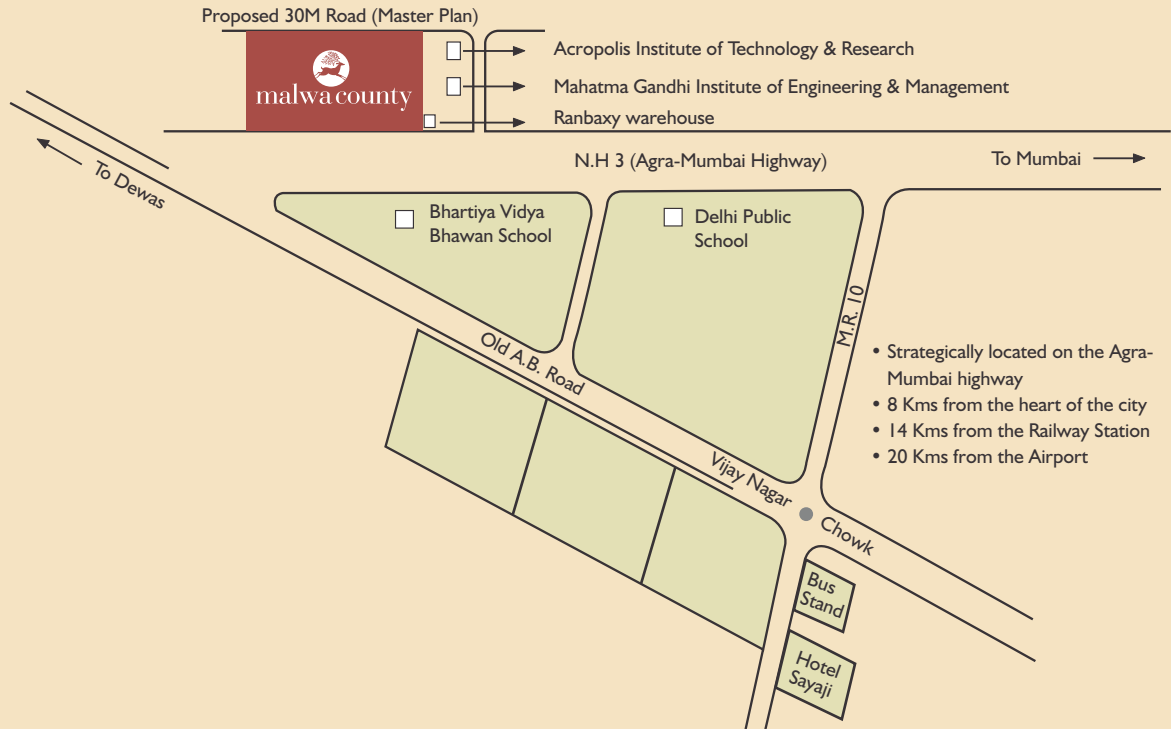 Proposed 30M Road (Master Plan)
malwa county
Acropolis Institute of Technology & Research
Mahatma Gandhi Institute of Engineering & Management
Ranbaxy warehouse
N.H 3 (Agra-Mumbai Highway)
To Mumbai
To Dewas
Bhartiya Vidya
Bhawan School
Delhi Public
School
M.R. 10
Old A.B. Road
• Strategically located on the Agra-
Mumbai highway
• 8 Kms from the heart of the city
• 14 Kms from the Railway Station
• 20 Kms from the Airport
Vijay Nagar
Chowk
Bus
Stand
Hotel
Sayaji